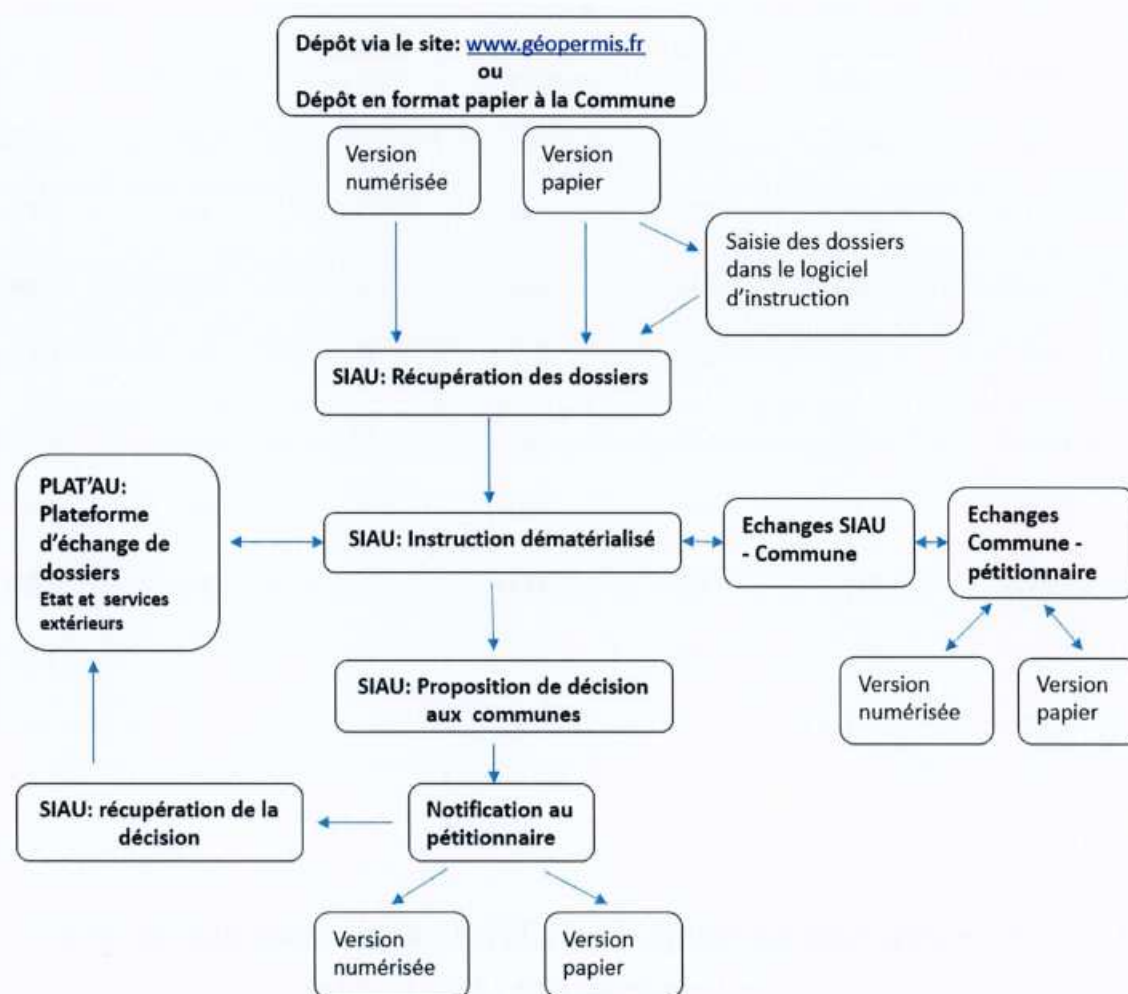 Dépôt via le site: www.géopermis.fr
ou
Dépôt en format papier à la Commune
Version
numérisée
Version
papier
Saisie des dossiers
dans le logiciel
d'instruction
SIAU: Récupération des dossiers
PLAT'AU:
Plateforme
d'échange de
dossiers
Etat et services
extérieurs
SIAU: Instruction dématérialisé
Echanges SIAU
- Commune
Echanges
Commune -
pétitionnaire
Version
numérisée
Version
papier
SIAU: Proposition de décision
aux communes
SIAU: récupération de la
décision
Notification au
pétitionnaire
Version
numérisée
Version
papier